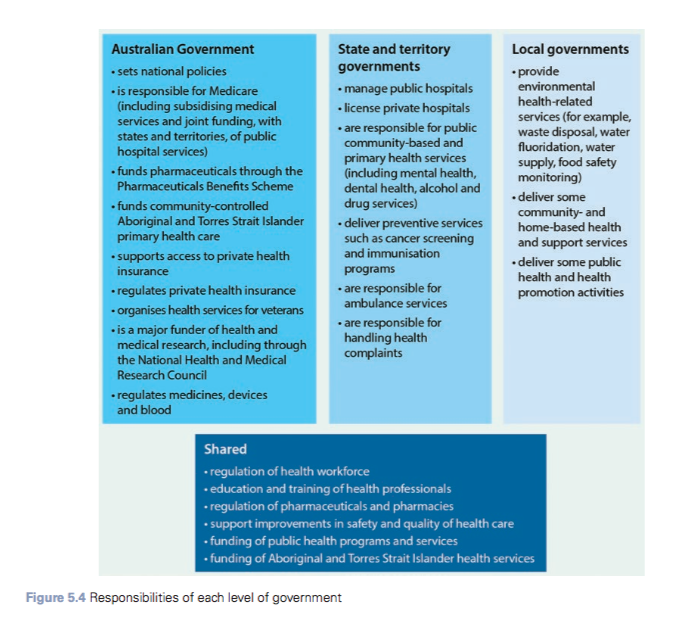 Australian Government
• sets national policies
• is responsible for Medicare
(including subsidising medical
services and joint funding, with
states and territories, of public
hospital services)
• funds pharmaceuticals through the
Pharmaceuticals Benefits Scheme
• funds community-controlled
Aboriginal and Torres Strait Islander
primary health care
• supports access to private health
insurance
• regulates private health insurance
• organises health services for veterans
• is a major funder of health and
medical research, including through
the National Health and Medical
Research Council
• regulates medicines, devices
and blood
State and territory
governments
• manage public hospitals
• license private hospitals
• are responsible for public
community-based and
primary health services
(including mental health,
dental health, alcohol and
drug services)
• deliver preventive services
such as cancer screening
and immunisation
programs
• are responsible for
ambulance services
• are responsible for
handling health
complaints
Local governments
• provide
environmental
health-related
services (for example,
waste disposal, water
fluoridation, water
supply, food safety
monitoring)
• deliver some
community- and
home-based health
and support services
• deliver some public
health and health
promotion activities
Shared
• regulation of health workforce
• education and training of health professionals
• regulation of pharmaceuticals and pharmacies
• support improvements in safety and quality of health care
• funding of public health programs and services
• funding of Aboriginal and Torres Strait Islander health services
Figure 5.4 Responsibilities of each level of government